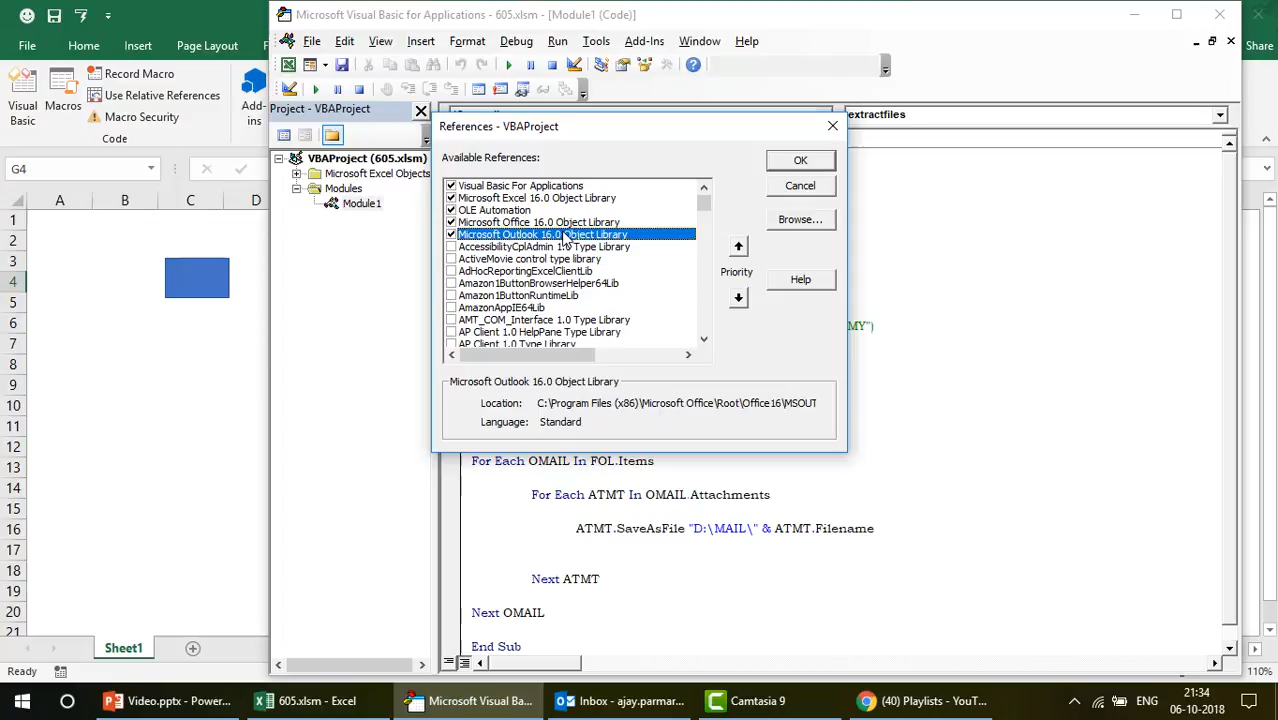 Microsoft Visual Basic for Applications - 605.xlsm - [Module1 (Code)]
File Home Insert Page Layout F Share
File Edit View Insert Format Debug Run Tools Add-Ins Window Help
Visual Basic
Macros
Record Macro
Use Relative References
Macro Security
Code
Add-ins
Project - VBAProject
VBAProject (605.xlsm)
Microsoft Excel Objects
Modules
Module1
extractfiles
G4
A B C D
1
2
3
4
5
6
7
8
9
10
11
12
13
14
15
16
17
18
19
20
21
References - VBAProject
Available References:
Visual Basic For Applications
Microsoft Excel 16.0 Object Library
OLE Automation
Microsoft Office 16.0 Object Library
Microsoft Outlook 16.0 Object Library
AccessibilityCplAdmin 1.0 Type Library
ActiveMovie control type library
AdHocReportingExcelClientLib
Amazon1ButtonBrowserHelper64Lib
Amazon1ButtonRuntimeLib
AmazonAppIE64Lib
AMT_COM_Interface 1.0 Type Library
AP Client 1.0 HelpPane Type Library
AP Client 1.0 Type Library
OK
Cancel
Browse...
Priority
Help
Microsoft Outlook 16.0 Object Library
Location: C:\Program Files (x86)\Microsoft Office\Root\Office16\MSOUT
Language: Standard
MY")
For Each OMAIL In FOL.Items
For Each ATMT In OMAIL.Attachments
ATMT.SaveAsFile "D:\MAIL\" & ATMT.Filename
Next ATMT
Next OMAIL
End Sub
Sheet1
Ready
110%
Video.pptx - Power...
605.xlsm - Excel
Microsoft Visual Ba...
Inbox - ajay.parmar...
Camtasia 9
(40) Playlists - YouT...
ENG
21:34
06-10-2018